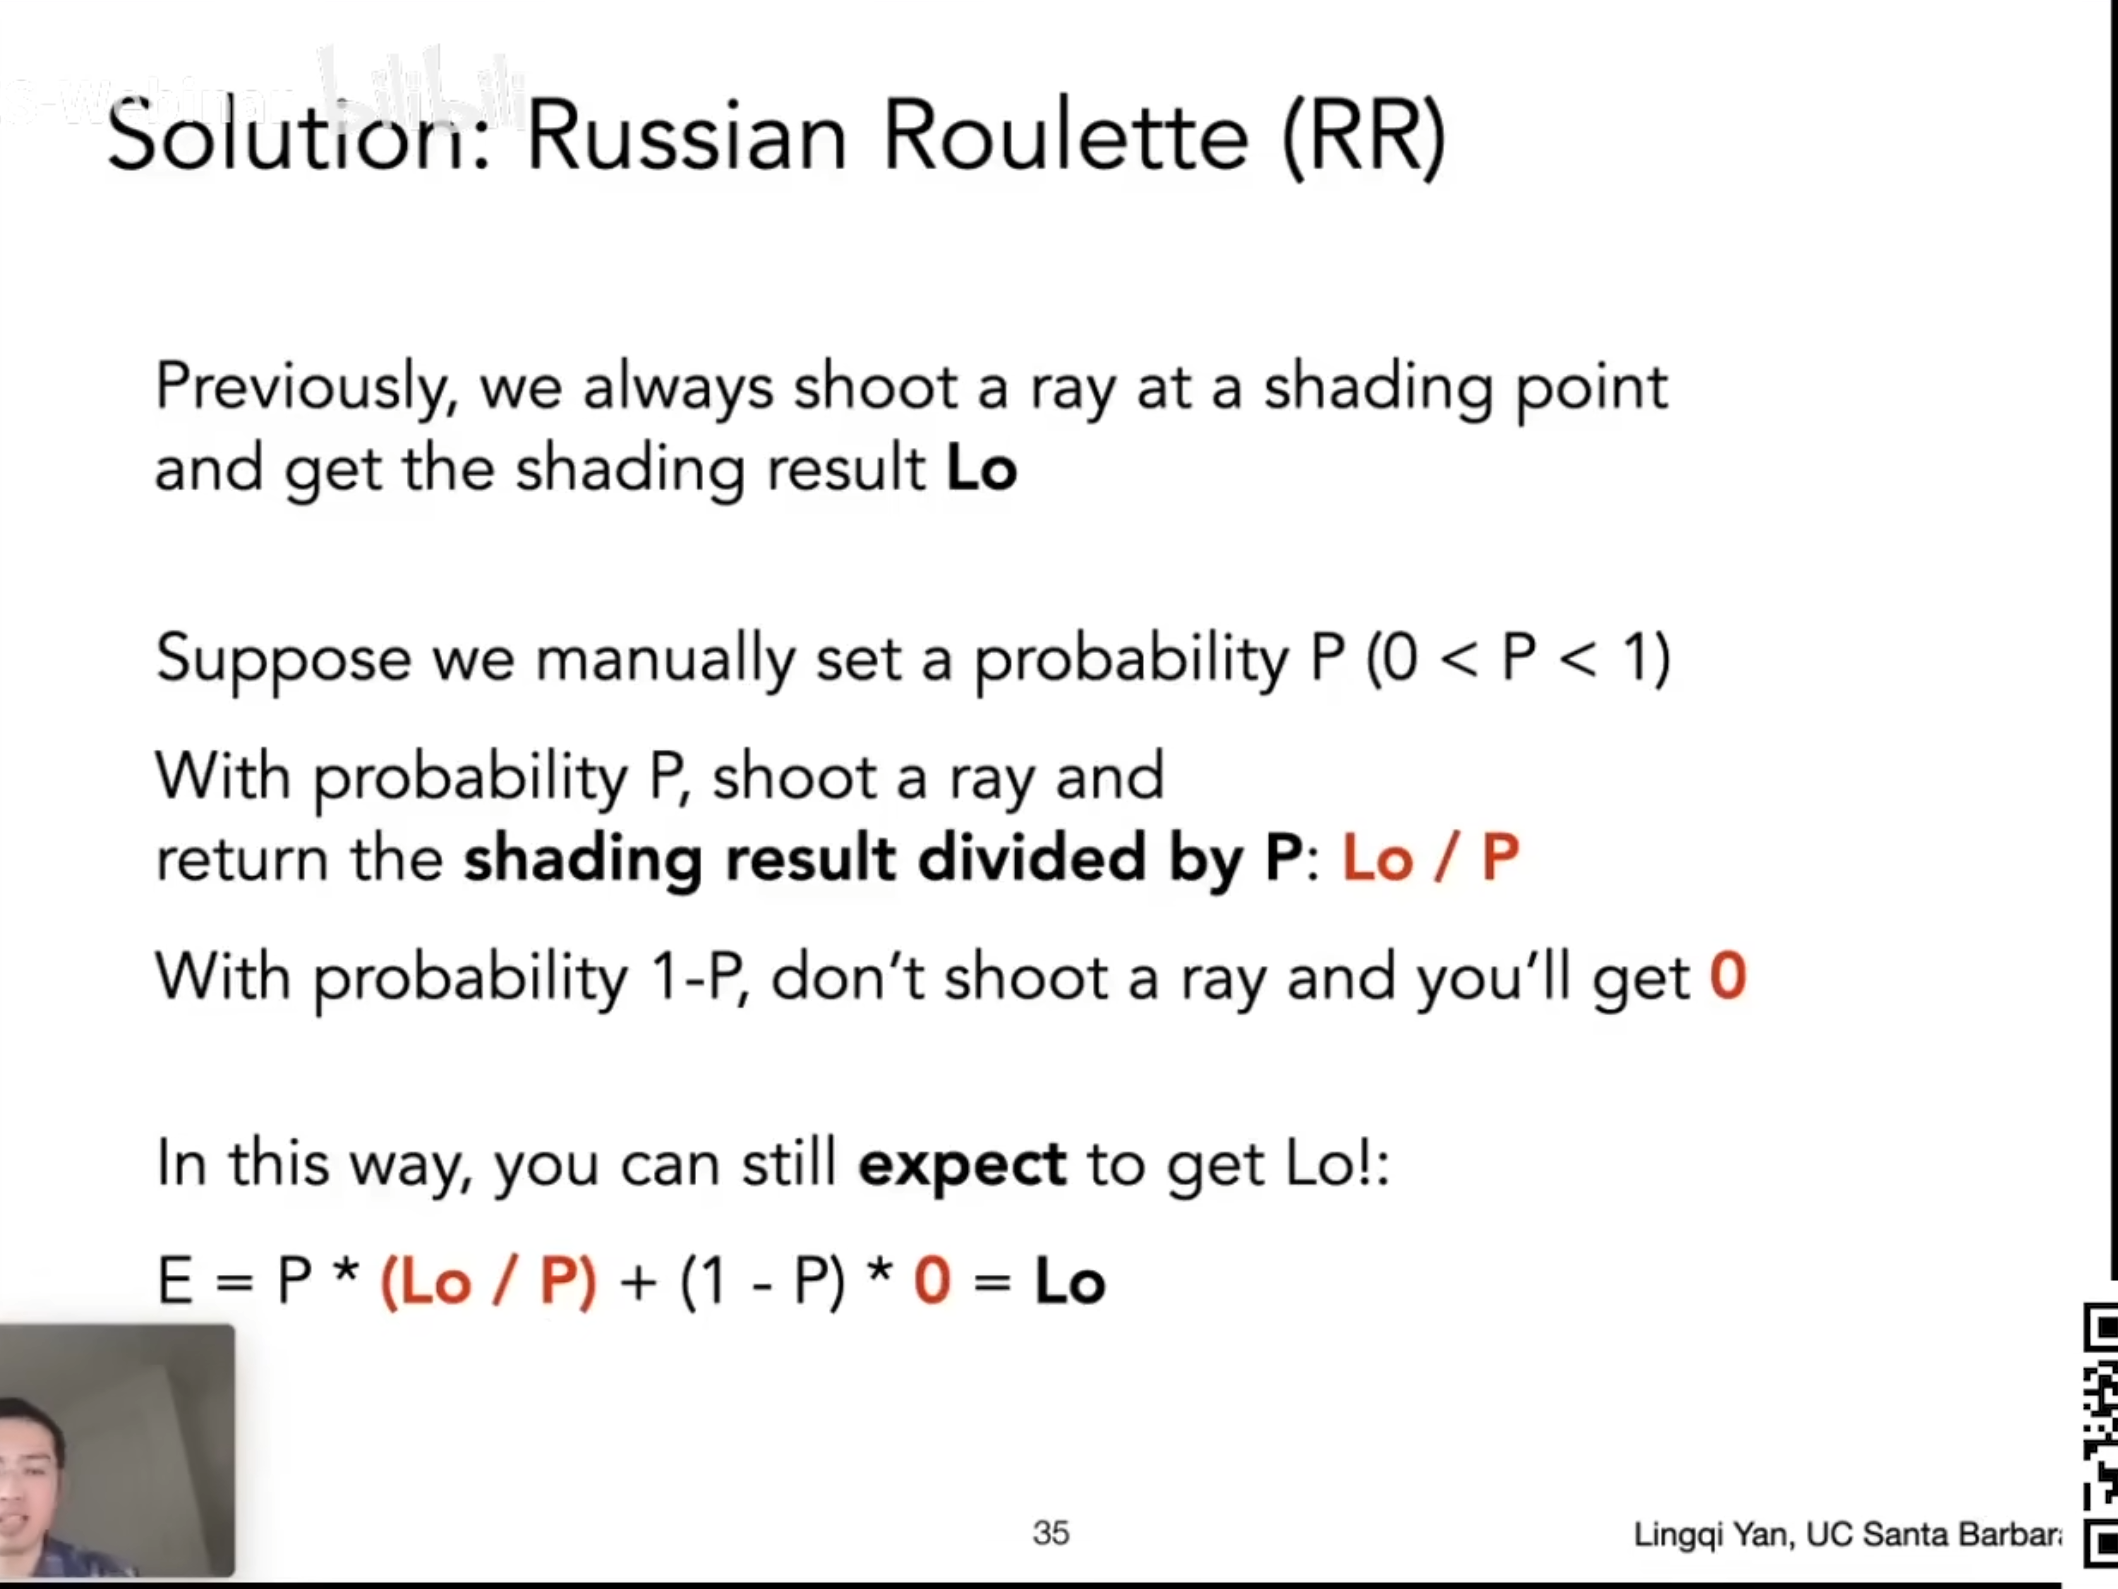 S-Webinar bilibili
Solution: Russian Roulette (RR)
Previously, we always shoot a ray at a shading point
and get the shading result Lo
Suppose we manually set a probability P (0 < P < 1)
With probability P, shoot a ray and
return the shading result divided by P: Lo / P
With probability 1-P, don’t shoot a ray and you’ll get 0
In this way, you can still expect to get Lo!:
E = P * (Lo / P) + (1 - P) * 0 = Lo
35
Lingqi Yan, UC Santa Barbara